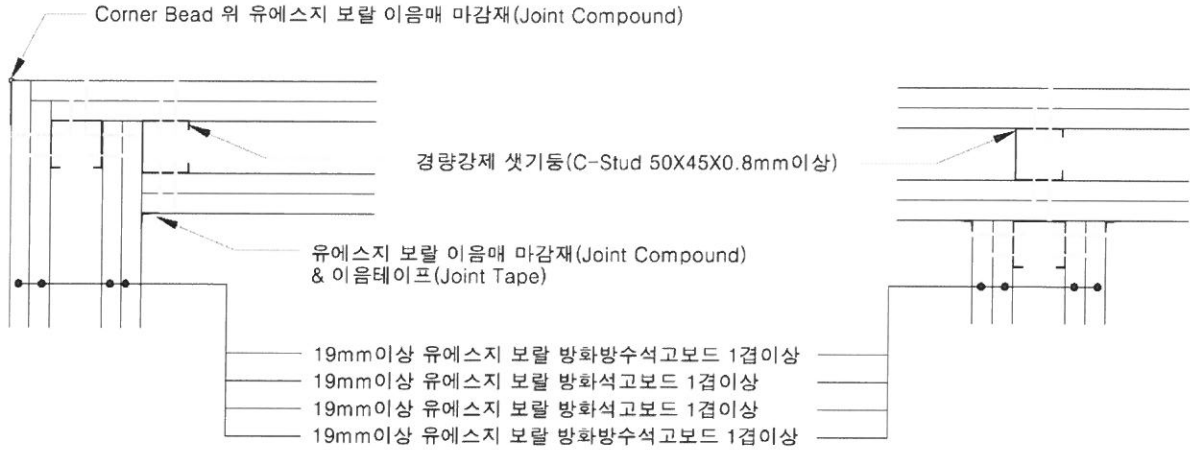 Corner Bead 위 유에스지 보랄 이음매 마감재(Joint Compound)
경량강제 샛기둥(C-Stud 50X45X0.8mm이상)
유에스지 보랄 이음매 마감재(Joint Compound)
& 이음테이프(Joint Tape)
19mm이상 유에스지 보랄 방화방수석고보드 1겹이상
19mm이상 유에스지 보랄 방화석고보드 1겹이상
19mm이상 유에스지 보랄 방화석고보드 1겹이상
19mm이상 유에스지 보랄 방화방수석고보드 1겹이상